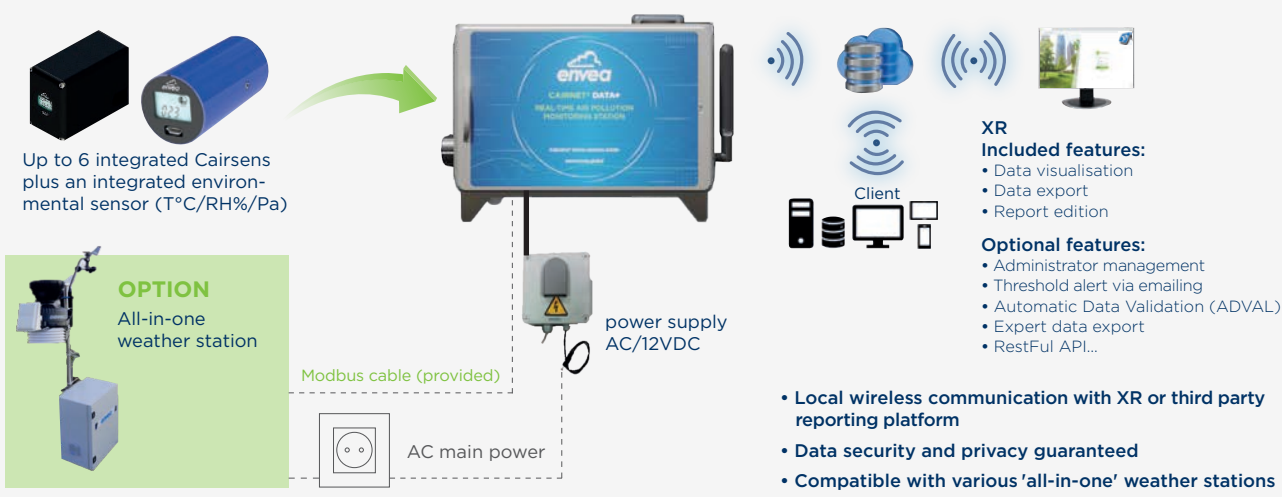 envea
023
Up to 6 integrated Cairsens
plus an integrated environ-
mental sensor (T°C/RH%/Pa)
envea
CAIRNET® DATA+
REAL-TIME AIR POLLUTION
MONITORING STATION
OPTION
All-in-one
weather station
Modbus cable (provided)
AC main power
power supply
AC/12VDC
Client
XR
Included features:
• Data visualisation
• Data export
• Report edition
Optional features:
• Administrator management
• Threshold alert via emailing
• Automatic Data Validation (ADVAL)
• Expert data export
• RestFul API...
• Local wireless communication with XR or third party
reporting platform
• Data security and privacy guaranteed
• Compatible with various 'all-in-one' weather stations